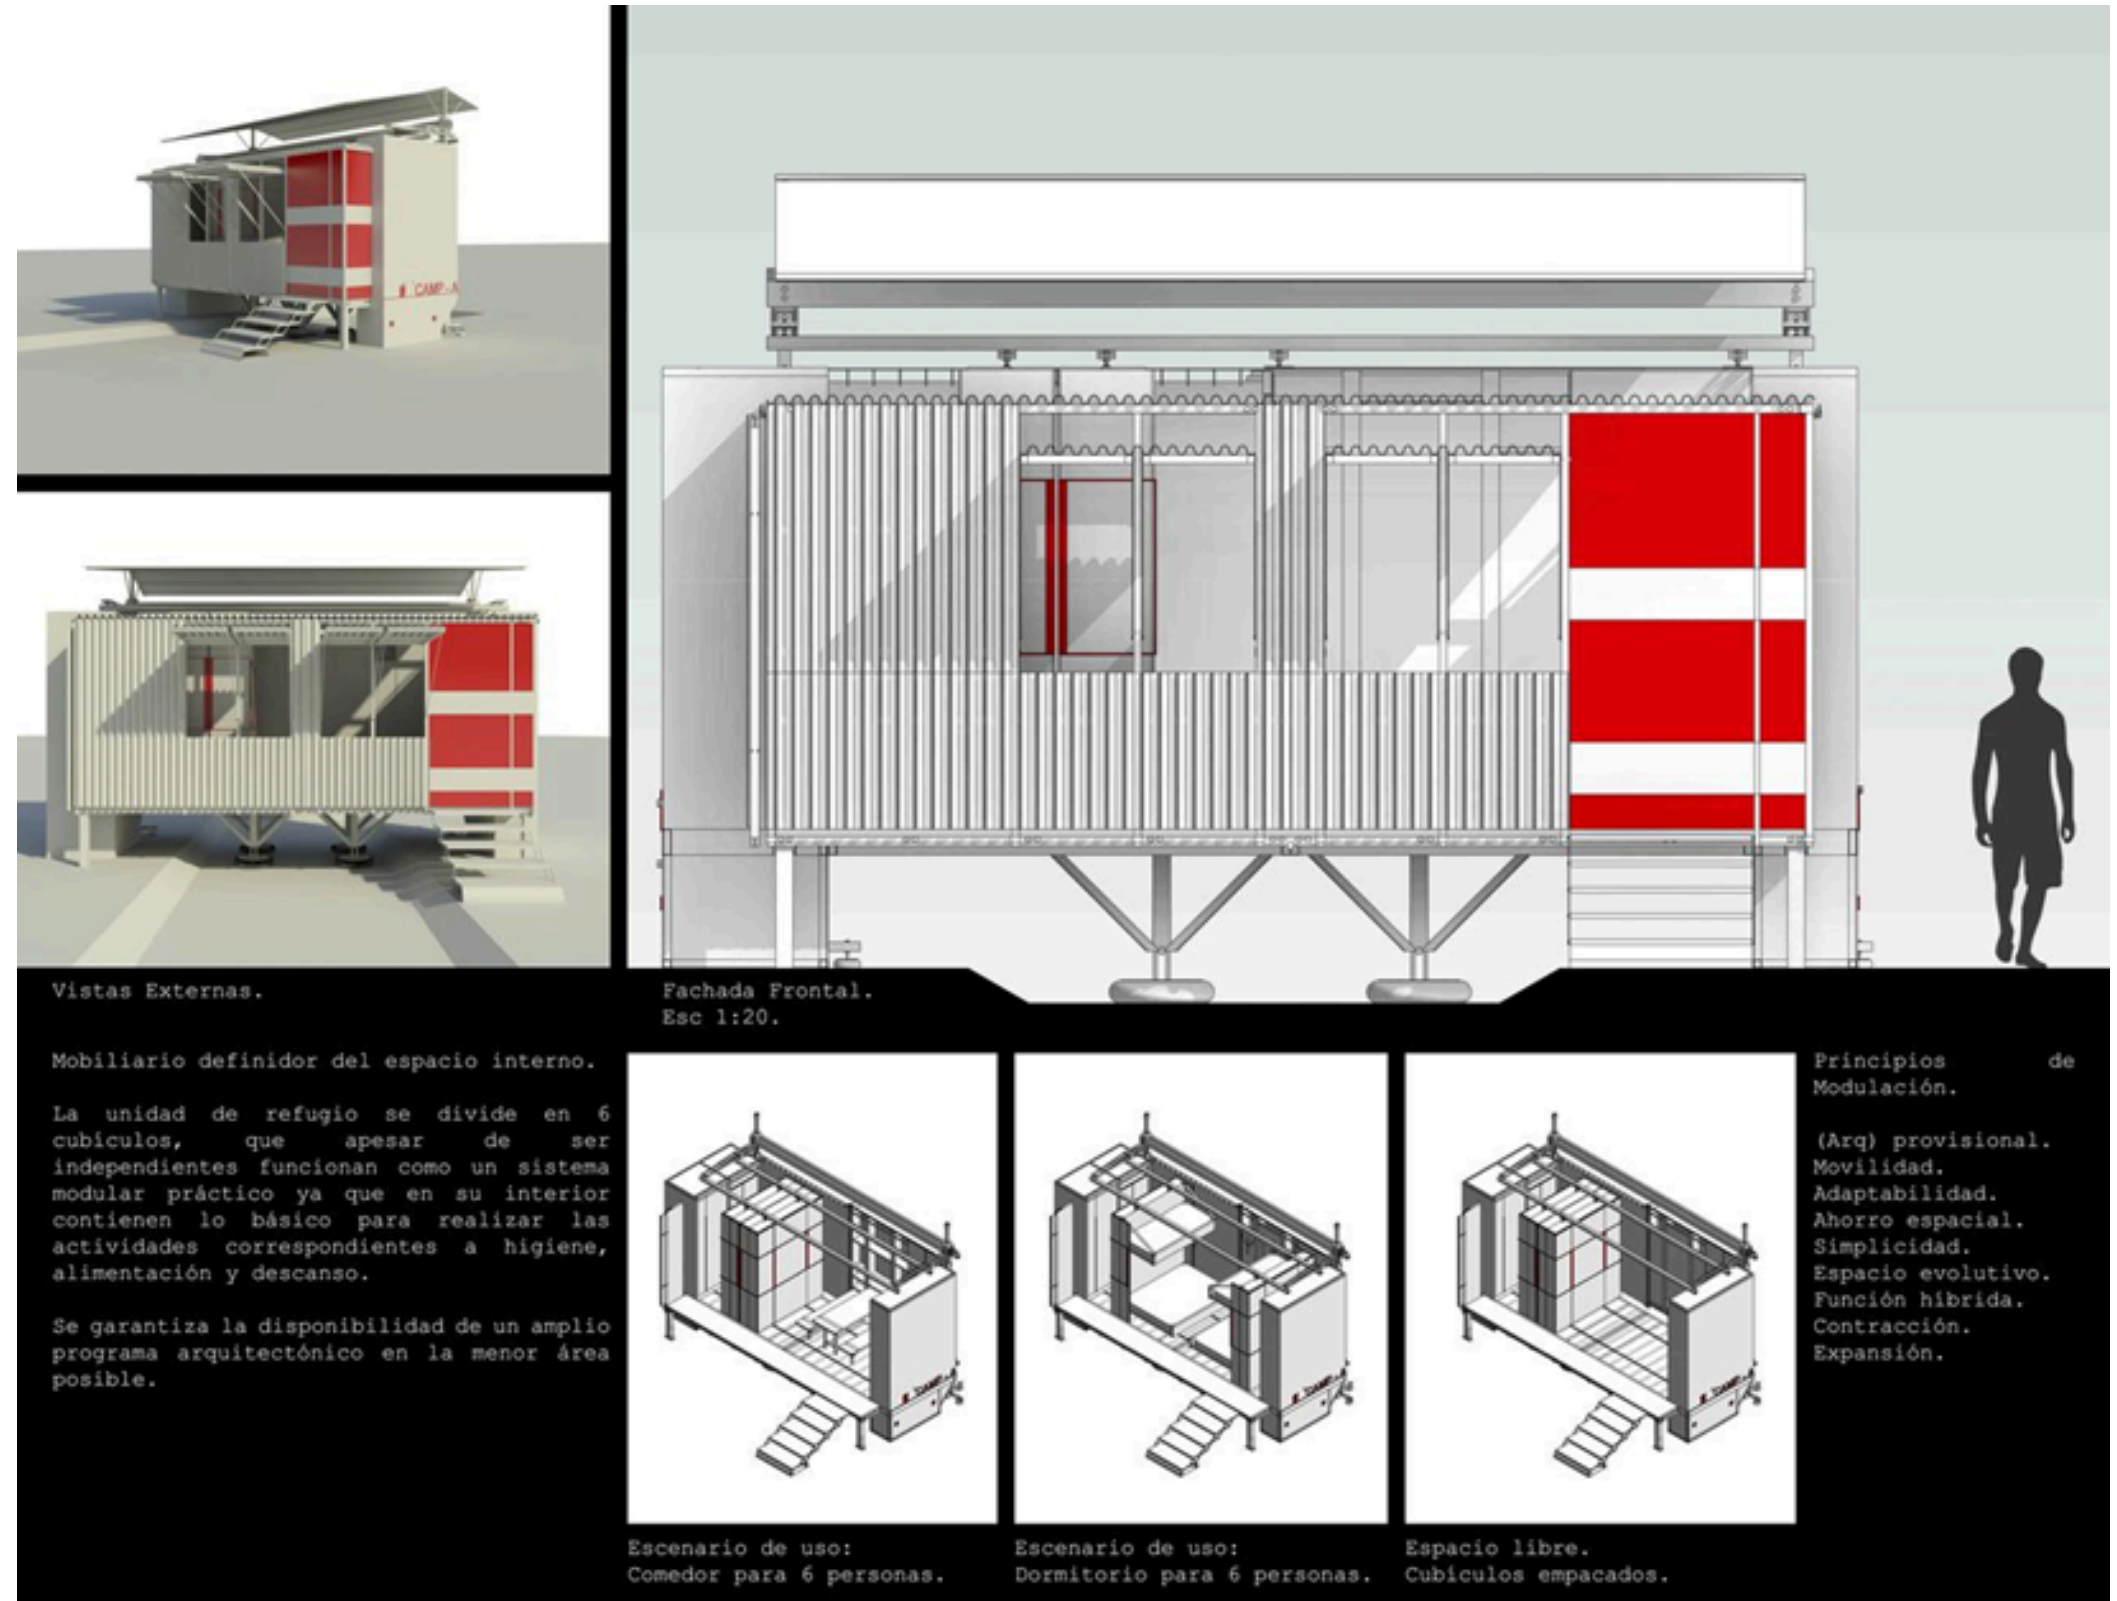 CAMP.-A
Vistas Externas.
Fachada Frontal.
Esc 1:20.
Mobiliario definidor del espacio interno.
La unidad de refugio se divide en 6
cubículos, que apesar de ser
independientes funcionan como un sistema
modular práctico ya que en su interior
contienen lo básico para realizar las
actividades correspondientes a higiene,
alimentación y descanso.
Se garantiza la disponibilidad de un amplio
programa arquitectónico en la menor área
posible.
Escenario de uso:
Comedor para 6 personas.
Escenario de uso:
Dormitorio para 6 personas.
Espacio libre.
Cubículos empacados.
Principios de
Modulación.
(Arq) provisional.
Movilidad.
Adaptabilidad.
Ahorro espacial.
Simplicidad.
Espacio evolutivo.
Función híbrida.
Contracción.
Expansión.